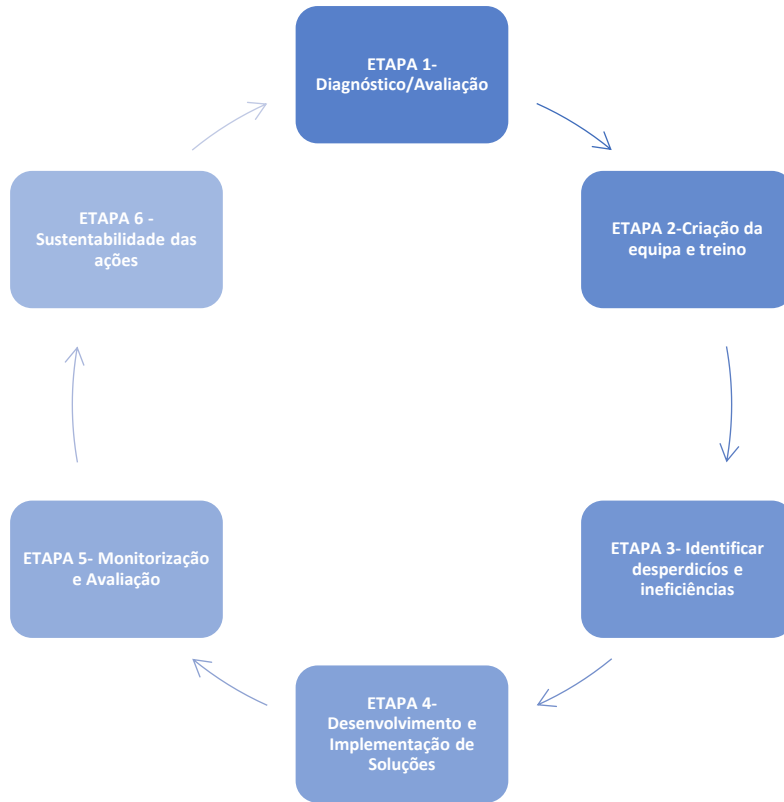 ETAPA 1-
Diagnóstico/Avaliação
ETAPA 2-Criação da
equipa e treino
ETAPA 3- Identificar
desperdicíos e
ineficiências
ETAPA 4-
Desenvolvimento e
Implementação de
Soluções
ETAPA 5- Monitorização
e Avaliação
ETAPA 6 -
Sustentabilidade das
ações